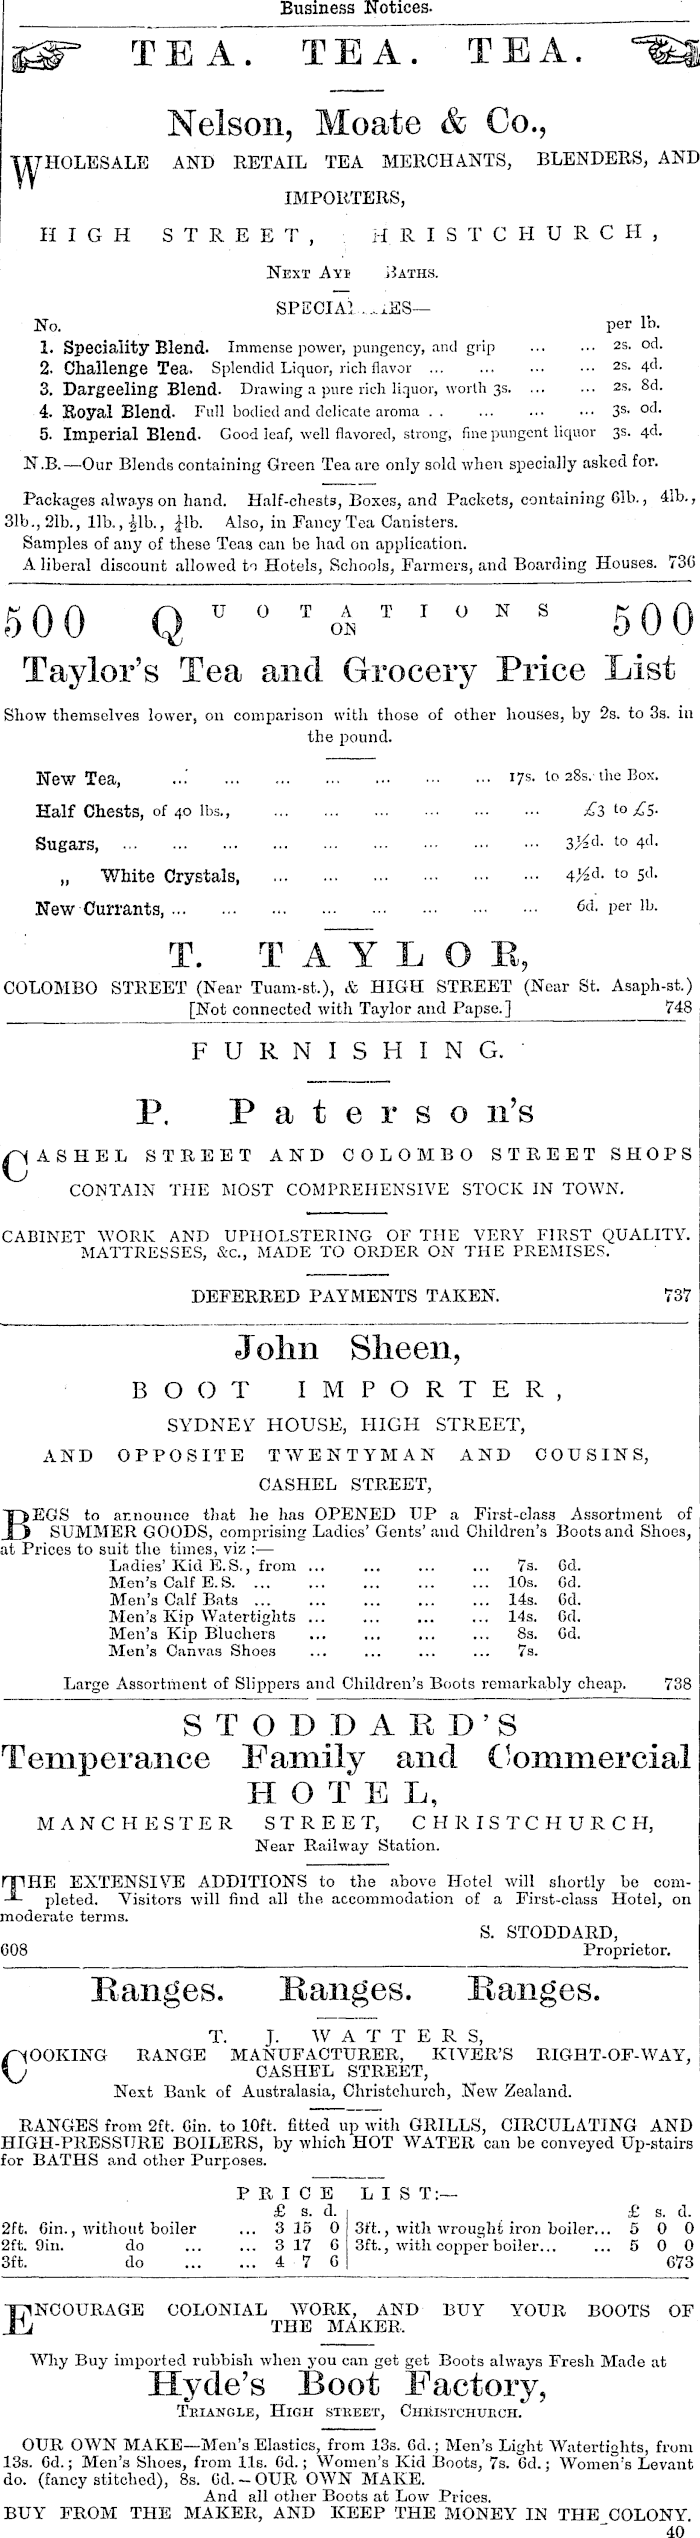 Business Notices.
TEA. TEA. TEA.
Nelson, Moate & Co.,
WHOLESALE AND RETAIL TEA MERCHANTS, BLENDERS, AND
IMPORTERS,
HIGH STREET, HRISTCHURCH,
NEXT BATHS.
No. per lb.
1. Speciality Blend. Immense power, pungency, and grip ... ... 2s. 0d.
2. Challenge Tea. Splendid Liquor, rich flavor ... ... ... ... 2s. 4d.
3. Dargeeling Blend. Drawing a pure rich liquor, worth 3s. ... ... 2s. 8d.
4. Royal Blend. Full bodied and delicate aroma .. ... ... ... 3s. 0d.
5. Imperial Blend. Good leaf, well flavored, strong, fine pungent liquor 3s. 4d.
N.B.—Our Blends containing Green Tea are only sold when specially asked for.
Packages always on hand. Half-chests, Boxes, and Packets, containing 6lb., 4lb.,
3lb., 2lb., 1lb., ½lb., ¼lb. Also, in Fancy Tea Canisters.
Samples of any of these Teas can be had on application.
A liberal discount allowed to Hotels, Schools, Farmers, and Boarding Houses. 736
500 QUOTATIONS 500
ON
Taylor's Tea and Grocery Price List
Show themselves lower, on comparison with those of other houses, by 2s. to 3s. in
the pound.
New Tea, ... ... ... ... ... ... ... 17s. to 28s. the Box.
Half Chests, of 40 lbs., ... ... ... ... ... ... £3 to £5.
Sugars, ... ... ... ... ... ... ... ... ... 3½d. to 4d.
„ White Crystals, ... ... ... ... ... ... 4½d. to 5d.
New Currants, ... ... ... ... ... ... ... ... 6d. per lb.
T. TAYLOR,
COLOMBO STREET (Near Tuam-st.), & HIGH STREET (Near St. Asaph-st.)
[Not connected with Taylor and Papse.] 748
FURNISHING.
P. Paterson's
CASHEL STREET AND COLOMBO STREET SHOPS
CONTAIN THE MOST COMPREHENSIVE STOCK IN TOWN.
CABINET WORK AND UPHOLSTERING OF THE VERY FIRST QUALITY.
MATTRESSES, &c., MADE TO ORDER ON THE PREMISES.
DEFERRED PAYMENTS TAKEN. 737
John Sheen,
BOOT IMPORTER,
SYDNEY HOUSE, HIGH STREET,
AND OPPOSITE TWENTYMAN AND COUSINS,
CASHEL STREET,
BEGS to announce that he has OPENED UP a First-class Assortment of
SUMMER GOODS, comprising Ladies' Gents' and Children's Boots and Shoes,
at Prices to suit the times, viz :—
Ladies' Kid E.S., from ... ... ... ... 7s. 6d.
Men's Calf E.S. ... ... ... ... ... 10s. 6d.
Men's Calf Bats ... ... ... ... ... 14s. 6d.
Men's Kip Watertights ... ... ... ... 14s. 6d.
Men's Kip Bluchers ... ... ... ... 8s. 6d.
Men's Canvas Shoes ... ... ... ... 7s.
Large Assortment of Slippers and Children's Boots remarkably cheap. 738
STODDARD'S
Temperance Family and Commercial
HOTEL,
MANCHESTER STREET, CHRISTCHURCH,
Near Railway Station.
THE EXTENSIVE ADDITIONS to the above Hotel will shortly be com-
pleted. Visitors will find all the accommodation of a First-class Hotel, on
moderate terms.
S. STODDARD,
608 Proprietor.
Ranges. Ranges. Ranges.
T. J. WATTERS,
COOKING RANGE MANUFACTURER, KIVER'S RIGHT-OF-WAY,
CASHEL STREET,
Next Bank of Australasia, Christchurch, New Zealand.
RANGES from 2ft. 6in. to 10ft. fitted up with GRILLS, CIRCULATING AND
HIGH-PRESSURE BOILERS, by which HOT WATER can be conveyed Up-stairs
for BATHS and other Purposes.
PRICE LIST:—
£ s. d. £ s. d.
2ft. 6in., without boiler ... 3 15 0 3ft., with wrought iron boiler... 5 0 0
2ft. 9in. do ... ... 3 17 6 3ft., with copper boiler... ... 5 0 0
3ft. do ... ... 4 7 6 673
ENCOURAGE COLONIAL WORK, AND BUY YOUR BOOTS OF
THE MAKER.
Why Buy imported rubbish when you can get get Boots always Fresh Made at
Hyde's Boot Factory,
TRIANGLE, HIGH STREET, CHRISTCHURCH.
OUR OWN MAKE—Men's Elastics, from 13s. 6d.; Men's Light Watertights, from
13s. 6d.; Men's Shoes, from 11s. 6d.; Women's Kid Boots, 7s. 6d.; Women's Levant
do. (fancy stitched), 8s. 6d.—OUR OWN MAKE.
And all other Boots at Low Prices.
BUY FROM THE MAKER, AND KEEP THE MONEY IN THE COLONY.
40